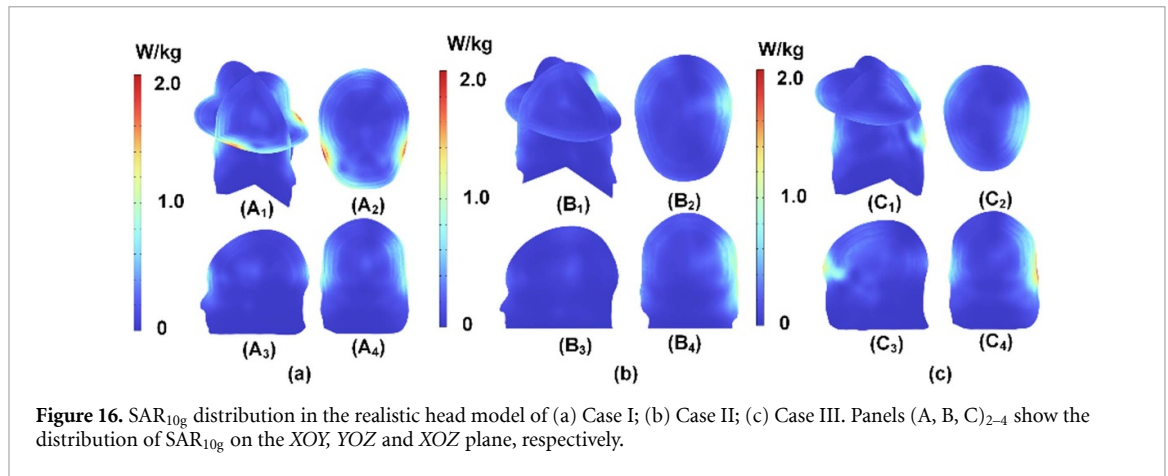 W/kg
W/kg
W/kg
2.0
2.0
2.0
1.0
1.0
1.0
0
0
0
(A₁)
(A₂)
(B₁)
(B₂)
(C₁)
(C₂)
(A₃)
(A₄)
(B₃)
(B₄)
(C₃)
(C₄)
(a)
(b)
(c)
Figure 16. SAR₁₀g distribution in the realistic head model of (a) Case I; (b) Case II; (c) Case III. Panels (A, B, C)₂₋₄ show the
distribution of SAR₁₀g on the XOY, YOZ and XOZ plane, respectively.